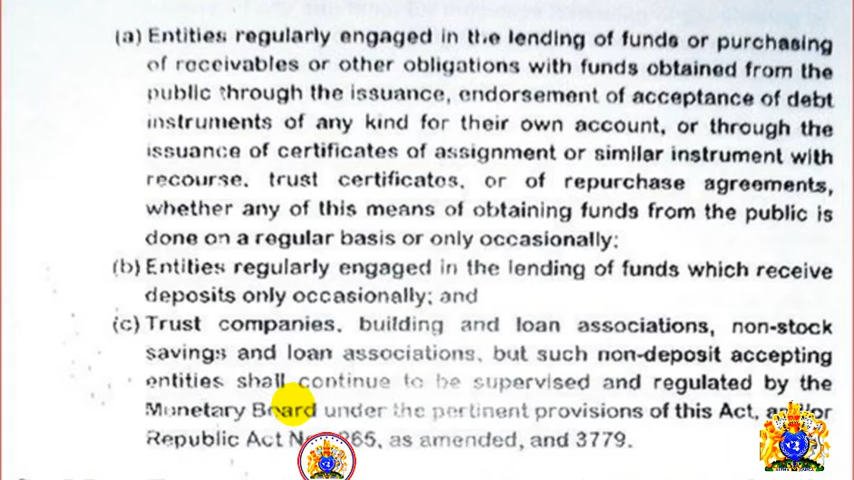 (a) Entities regularly engaged in the lending of funds or purchasing
of receivables or other obligations with funds obtained from the
public through the issuance, endorsement of acceptance of debt
instruments of any kind for their own account, or through the
issuance of certificates of assignment or similar instrument with
recourse, trust certificates, or of repurchase agreements,
whether any of this means of obtaining funds from the public is
done on a regular basis or only occasionally;
(b) Entities regularly engaged in the lending of funds which receive
deposits only occasionally; and
(c) Trust companies, building and loan associations, non-stock
savings and loan associations, but such non-deposit accepting
entities shall continue to be supervised and regulated by the
Monetary Board under the pertinent provisions of this Act,
Republic Act as amended, and 3779.